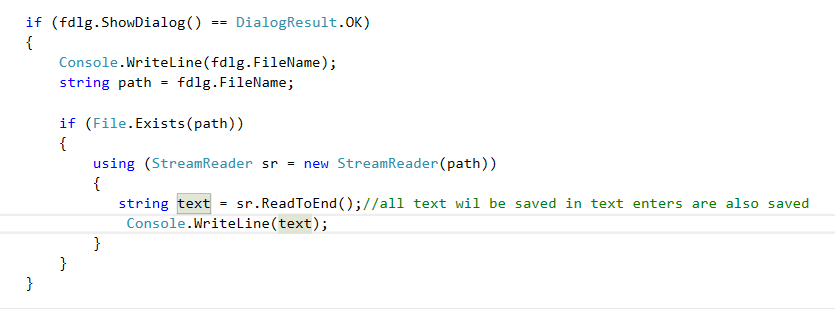 if (fdlg.ShowDialog() == DialogResult.OK)
{
    Console.WriteLine(fdlg.FileName);
    string path = fdlg.FileName;

    if (File.Exists(path))
    {
        using (StreamReader sr = new StreamReader(path))
        {
           string text = sr.ReadToEnd();//all text wil be saved in text enters are also saved
            Console.WriteLine(text);
        }
    }
}